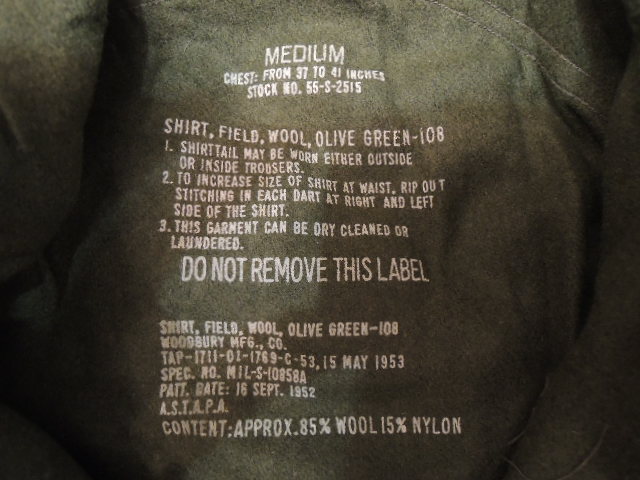 MEDIUM
CHEST: FROM 37 TO 41 INCHES
STOCK NO. 55-S-2515
SHIRT, FIELD, WOOL, OLIVE GREEN-108
1. SHIRTTAIL MAY BE WORN EITHER OUTSIDE
OR INSIDE TROUSERS.
2. TO INCREASE SIZE OF SHIRT AT WAIST, RIP OUT
STITCHING IN EACH DART AT RIGHT AND LEFT
SIDE OF THE SHIRT.
3. THIS GARMENT CAN BE DRY CLEANED OR
LAUNDERED.
DO NOT REMOVE THIS LABEL
SHIRT, FIELD, WOOL, OLIVE GREEN-108
WOODBURY MFG., CO.
TAP-1711-OI-1769-C-53, 15 MAY 1953
SPEC. NO. MIL-S-10858A
PATT. DATE: 16 SEPT. 1952
A.S.T.A.P.A.
CONTENT: APPROX. 85% WOOL 15% NYLON